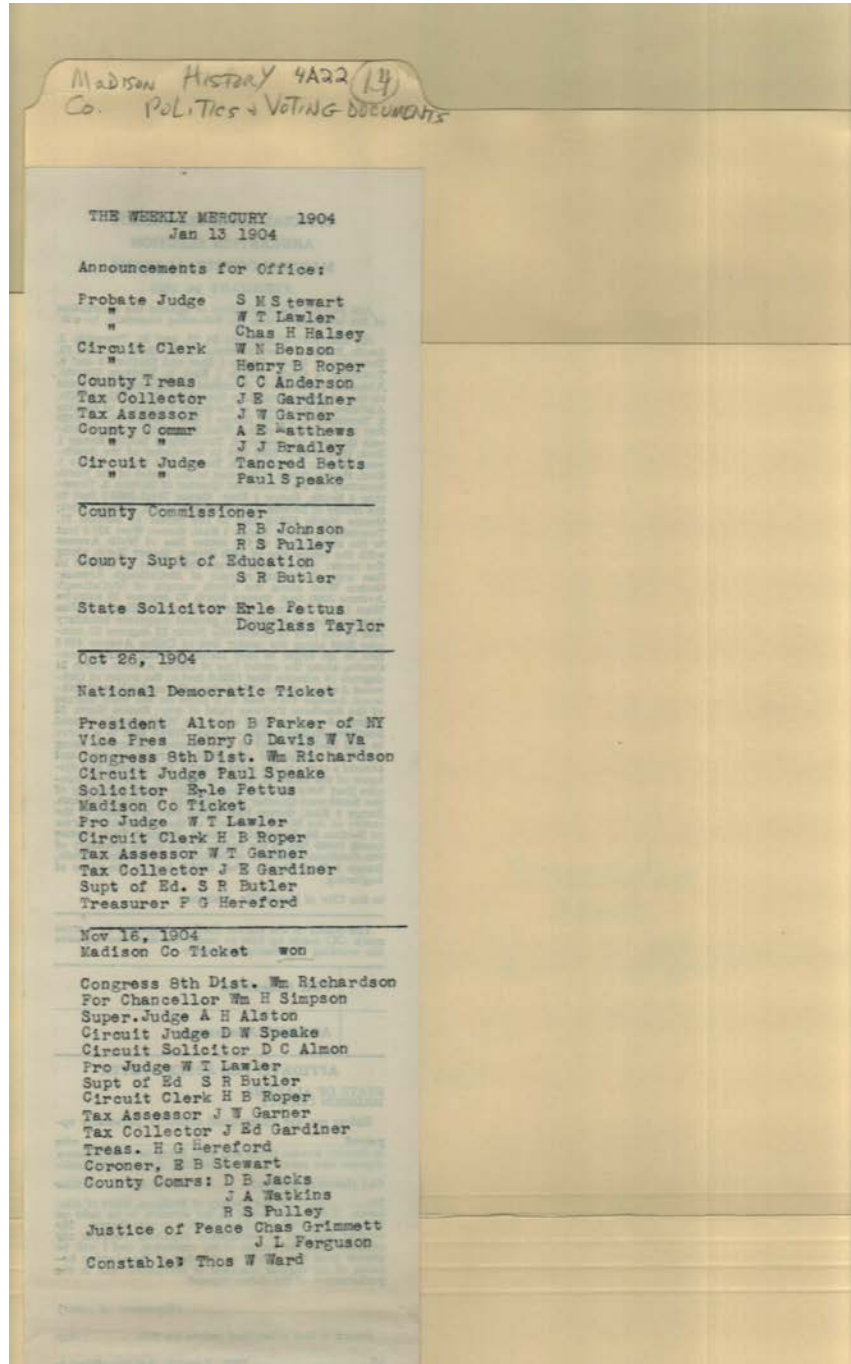 MADISON HISTORY 4A22 (14)
Co. POLITICS & VOTING DOCUMENTS
THE WEEKLY MERCURY 1904
Jan 13 1904
Announcements for Office:
Probate Judge S M Stewart
" W T Lawler
" Chas H Halsey
Circuit Clerk W N Benson
" Henry B Roper
County Treas C C Anderson
Tax Collector J E Gardiner
Tax Assessor J W Garner
County Commr A E Matthews
" " J J Bradley
Circuit Judge Tancred Betts
" " Paul Speake
County Commissioner
R B Johnson
R S Pulley
County Supt of Education
S R Butler
State Solicitor Erle Pettus
Douglass Taylor
Oct 26, 1904
National Democratic Ticket
President Alton B Parker of NY
Vice Pres Henry G Davis W Va
Congress 8th Dist. Wm Richardson
Circuit Judge Paul Speake
Solicitor Erle Pettus
Madison Co Ticket
Pro Judge W T Lawler
Circuit Clerk H B Roper
Tax Assessor W T Garner
Tax Collector J E Gardiner
Supt of Ed. S R Butler
Treasurer F G Hereford
Nov 16, 1904
Madison Co Ticket won
Congress 8th Dist. Wm Richardson
For Chancellor Wm H Simpson
Super.Judge A H Alston
Circuit Judge D W Speake
Circuit Solicitor D C Almon
Pro Judge W T Lawler
Supt of Ed S R Butler
Circuit Clerk H B Roper
Tax Assessor J W Garner
Tax Collector J Ed Gardiner
Treas. H G Hereford
Coroner, E B Stewart
County Comrs: D B Jacks
J A Watkins
R S Pulley
Justice of Peace Chas Grimmett
J L Ferguson
Constable: Thos W Ward